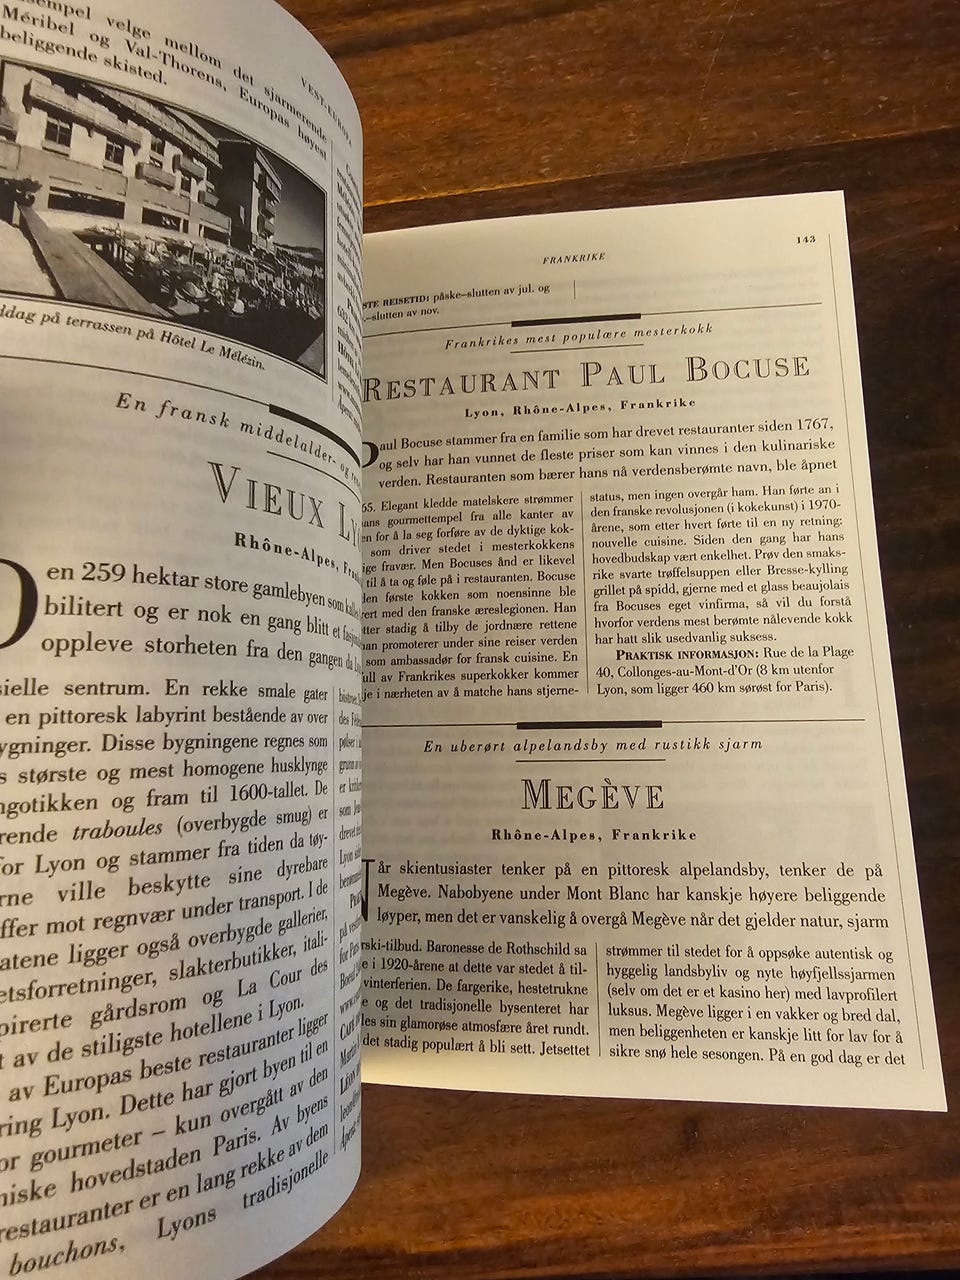 sempel velge mellom det sjarmerende
Méribel og Val-Thorens, Europas høyest
beliggende skisted.
VEST-EUROPA
ddag på terrassen på Hôtel Le Mélézin.
En fransk middelalder- og
VIEUX
Rhône-Alpes,
Den 259 hektar store gamlebyen som
bilitert og er nok en gang blitt et
oppleve storheten fra den gangen da
sielle sentrum. En rekke smale gater
en pittoresk labyrint bestående av over
ygninger. Disse bygningene regnes som
s største og mest homogene husklynge
ngotikken og fram til 1600-tallet. De
rende traboules (overbygde smug) er
for Lyon og stammer fra tiden da tøy-
rne ville beskytte sine dyrebare
ffer mot regnvær under transport. I de
atene ligger også overbygde gallerier,
etsforretninger, slakterbutikker, itali-
pirerte gårdsrom og La Cour des
t av de stiligste hotellene i Lyon.
av Europas beste restauranter ligger
ring Lyon. Dette har gjort byen til en
or gourmeter – kun overgått av den
niske hovedstaden Paris. Av byens
restauranter er en lang rekke av dem
bouchons, Lyons tradisjonelle
FRANKRIKE
143
STE REISETID: påske–slutten av jul. og
–slutten av nov.
Frankrikes mest populære mesterkokk
RESTAURANT PAUL BOCUSE
Lyon, Rhône-Alpes, Frankrike
Paul Bocuse stammer fra en familie som har drevet restauranter siden 1767,
og selv har han vunnet de fleste priser som kan vinnes i den kulinariske
verden. Restauranten som bærer hans nå verdensberømte navn, ble åpnet
65. Elegant kledde matelskere strømmer
ans gourmettempel fra alle kanter av
en for å la seg forføre av de dyktige kok-
som driver stedet i mesterkokkens
ige fravær. Men Bocuses ånd er likevel
til å ta og føle på i restauranten. Bocuse
den første kokken som noensinne ble
rert med den franske æreslegionen. Han
tter stadig å tilby de jordnære rettene
han promoterer under sine reiser verden
som ambassadør for fransk cuisine. En
ull av Frankrikes superkokker kommer
je i nærheten av å matche hans stjerne-
status, men ingen overgår ham. Han førte an i
den franske revolusjonen (i kokekunst) i 1970-
årene, som etter hvert førte til en ny retning:
nouvelle cuisine. Siden den gang har hans
hovedbudskap vært enkelhet. Prøv den smaks-
rike svarte trøffelsuppen eller Bresse-kylling
grillet på spidd, gjerne med et glass beaujolais
fra Bocuses eget vinfirma, så vil du forstå
hvorfor verdens mest berømte nålevende kokk
har hatt slik usedvanlig suksess.
PRAKTISK INFORMASJON: Rue de la Plage
40, Collonges-au-Mont-d'Or (8 km utenfor
Lyon, som ligger 460 km sørøst for Paris).
En uberørt alpelandsby med rustikk sjarm
MEGÈVE
Rhône-Alpes, Frankrike
Når skientusiaster tenker på en pittoresk alpelandsby, tenker de på
Megève. Nabobyene under Mont Blanc har kanskje høyere beliggende
løyper, men det er vanskelig å overgå Megève når det gjelder natur, sjarm
rski-tilbud. Baronesse de Rothschild sa
e i 1920-årene at dette var stedet å til-
vinterferien. De fargerike, hestetrukne
e og det tradisjonelle bysenteret har
les sin glamorøse atmosfære året rundt.
det stadig populært å bli sett. Jetsettet
strømmer til stedet for å oppsøke autentisk og
hyggelig landsbyliv og nyte høyfjellssjarmen
(selv om det er et kasino her) med lavprofilert
luksus. Megève ligger i en vakker og bred dal,
men beliggenheten er kanskje litt for lav for å
sikre snø hele sesongen. På en god dag er det